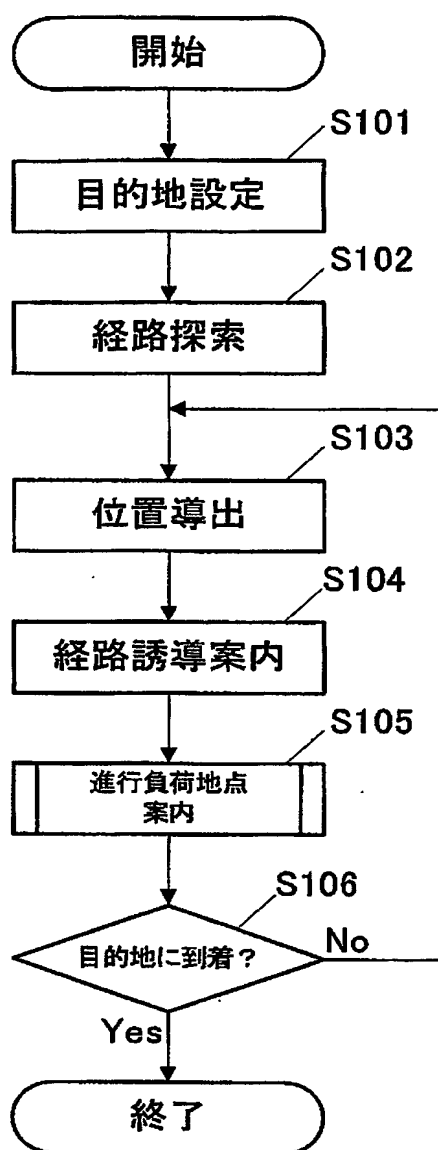 開始
S101
目的地設定
S102
経路探索
S103
位置導出
S104
経路誘導案内
S105
進行負荷地点
案内
S106
目的地に到着？
No
Yes
終了